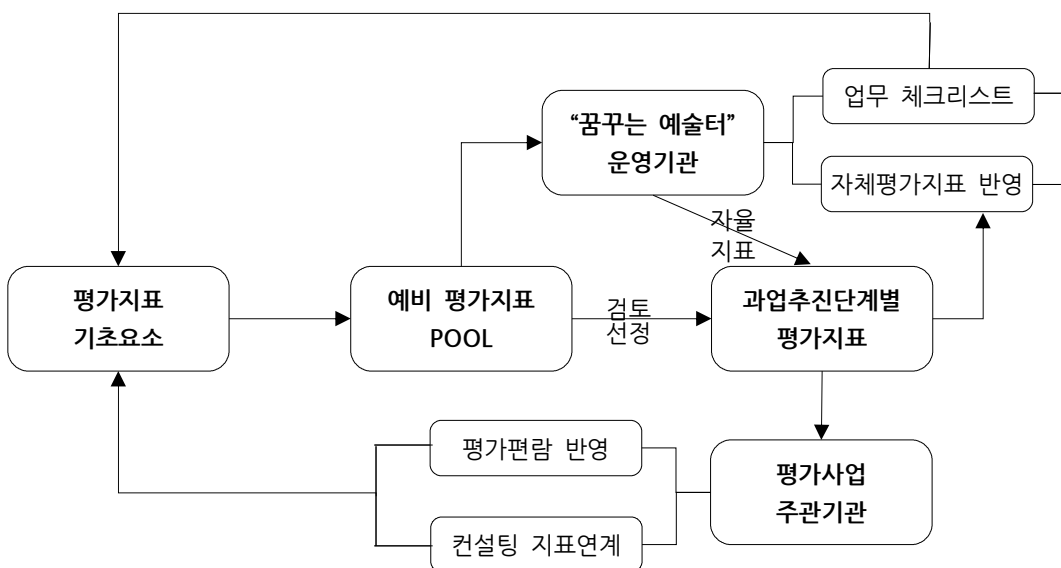 업무 체크리스트
“꿈꾸는 예술터”
운영기관
자체평가지표 반영
자율
지표
평가지표
기초요소
예비 평가지표
POOL
검토
선정
과업추진단계별
평가지표
평가편람 반영
컨설팅 지표연계
평가사업
주관기관